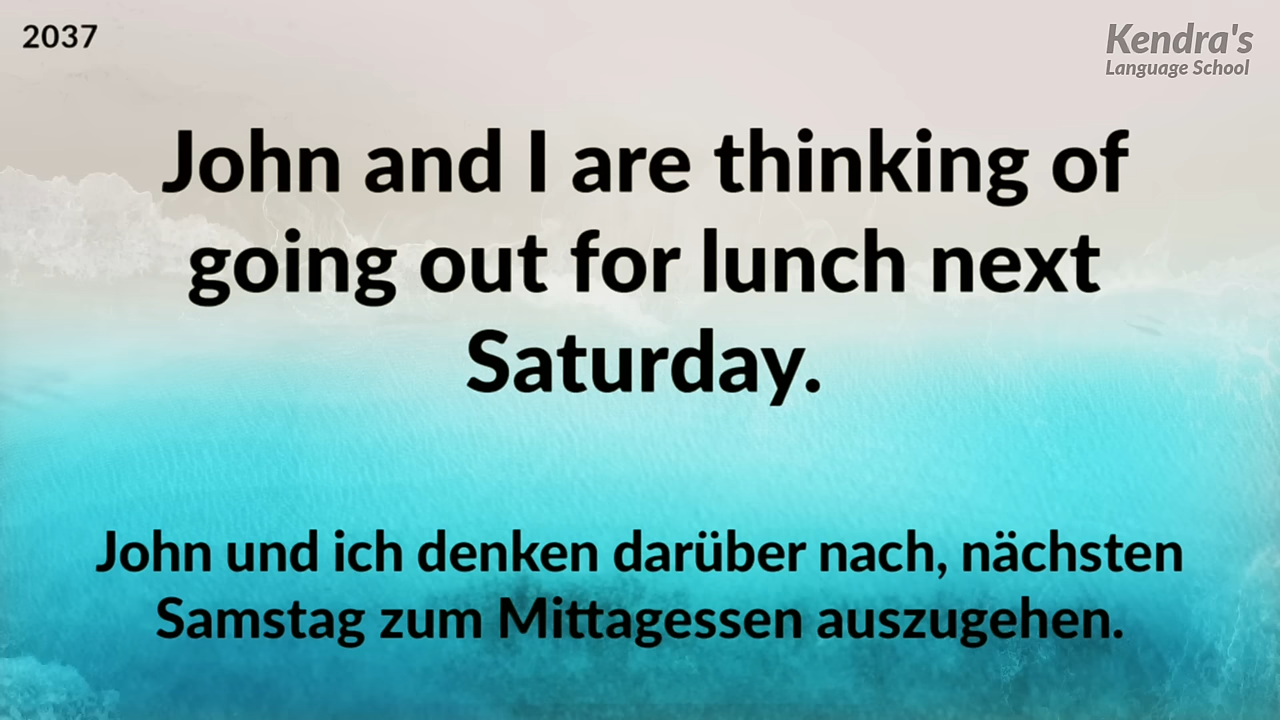 2037
Kendra's
Language School
John and I are thinking of
going out for lunch next
Saturday.
John und ich denken darüber nach, nächsten
Samstag zum Mittagessen auszugehen.